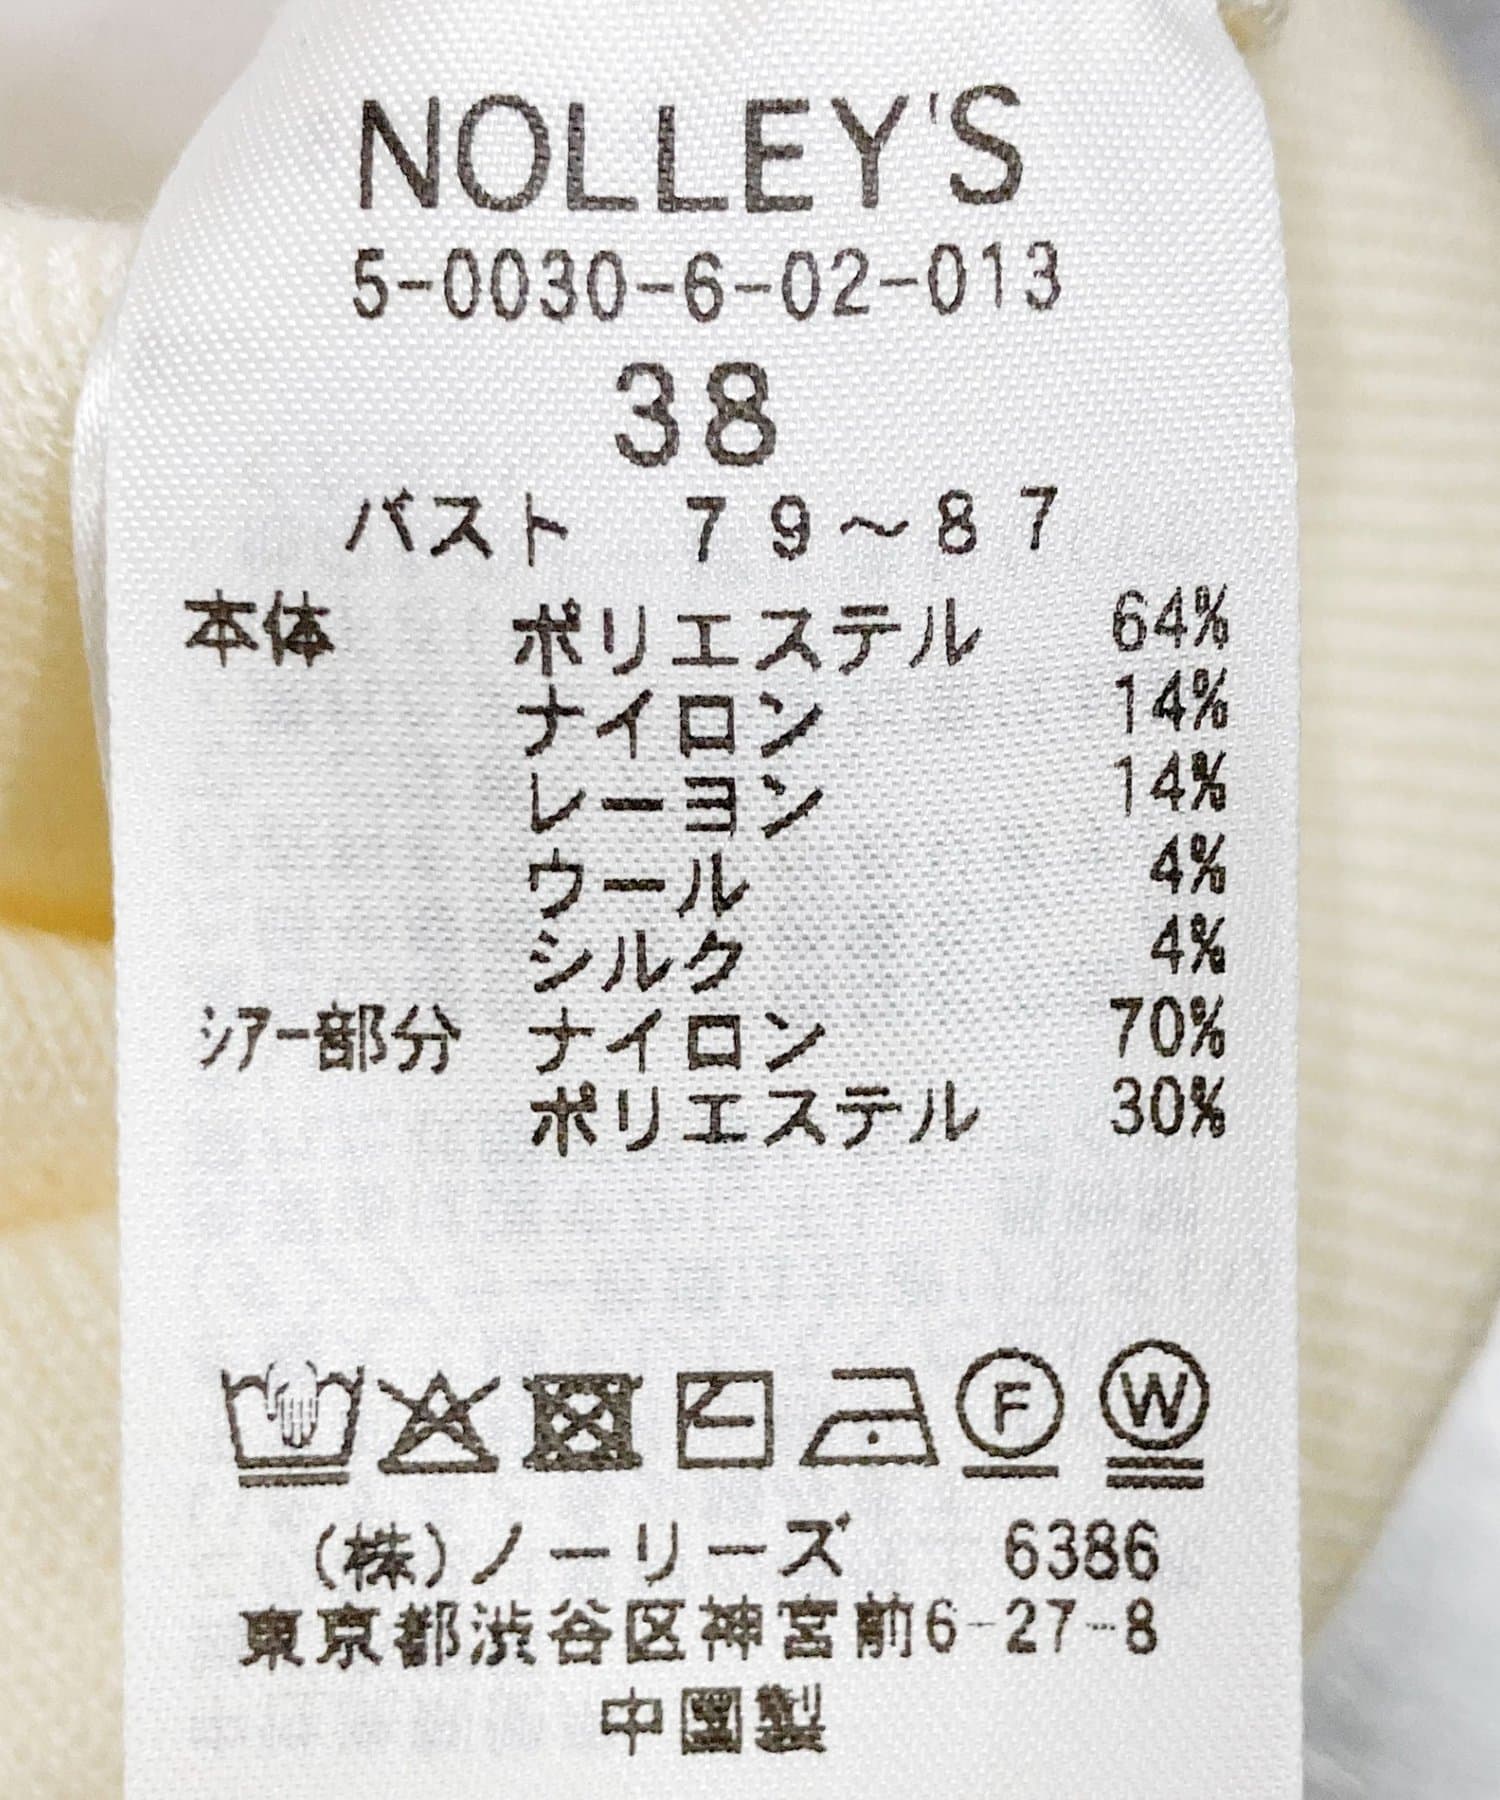 NOLLEY'S
5-0030-6-02-013
38
バスト 79〜87
本体 ポリエステル 64%
ナイロン 14%
レーヨン 14%
ウール 4%
シルク 4%
シアー部分 ナイロン 70%
ポリエステル 30%
F W
(株)ノーリーズ 6386
東京都渋谷区神宮前6-27-8
中国製